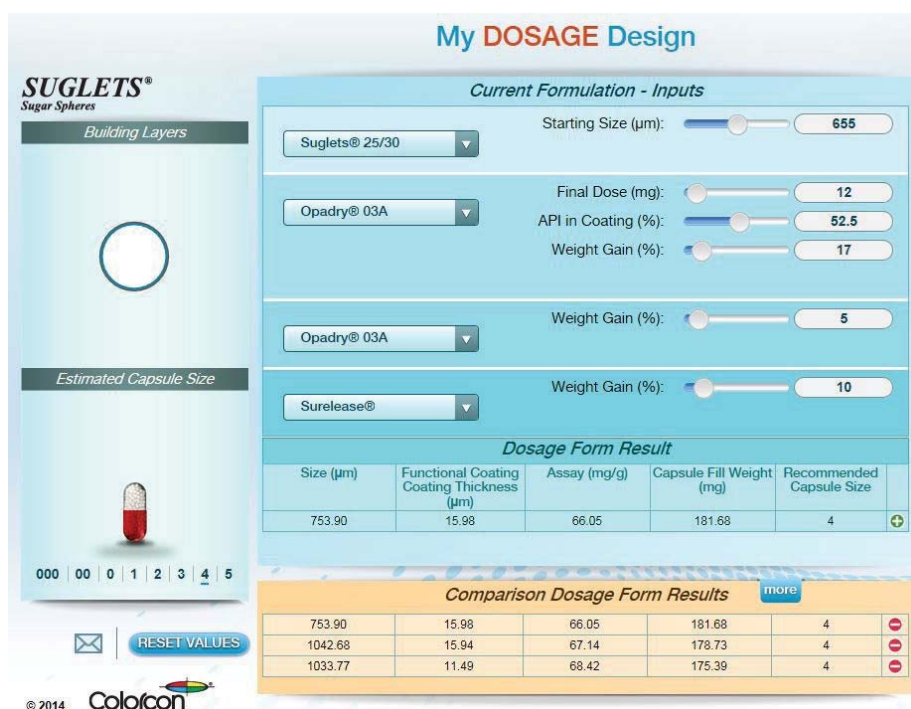 My DOSAGE Design
SUGLETS®
Sugar Spheres
Building Layers
Estimated Capsule Size
000 | 00 | 0 | 1 | 2 | 3 | 4 | 5
RESET VALUES
© 2014 Colorcon®
Current Formulation - Inputs
Suglets® 25/30
Starting Size (µm): 655
Opadry® 03A
Final Dose (mg): 12
API in Coating (%): 52.5
Weight Gain (%): 17
Opadry® 03A
Weight Gain (%): 5
Surelease®
Weight Gain (%): 10
Dosage Form Result
Size (µm) Functional Coating Assay (mg/g) Capsule Fill Weight Recommended
Coating Thickness (mg) Capsule Size
(µm)
753.90 15.98 66.05 181.68 4
Comparison Dosage Form Results more
753.90 15.98 66.05 181.68 4
1042.68 15.94 67.14 178.73 4
1033.77 11.49 68.42 175.39 4